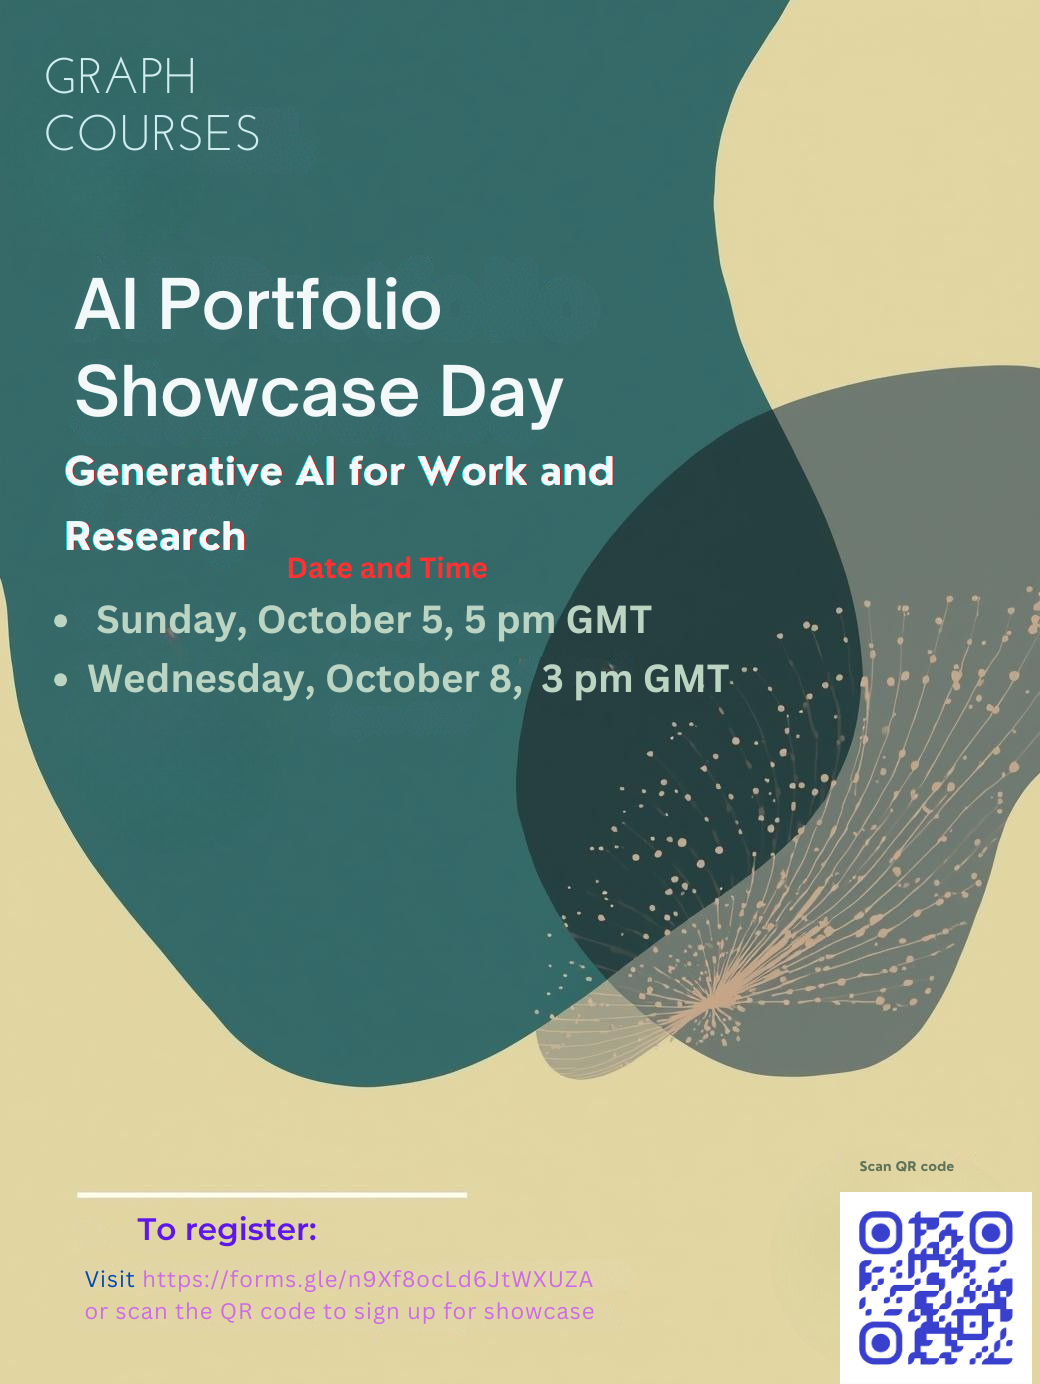 GRAPH
COURSES
AI Portfolio
Showcase Day
Generative AI for Work and
Research
Date and Time
• Sunday, October 5, 5 pm GMT
• Wednesday, October 8, 3 pm GMT
Scan QR code
To register:
Visit https://forms.gle/n9Xf8ocLd6JtWXUZA
or scan the QR code to sign up for showcase